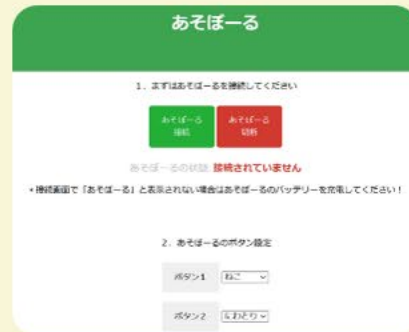 あそぼーる
1. まずはあそぼーるを接続してください
あそぼーる
接続
あそぼーる
切断
あそぼーるの状態: 接続されていません
*接続画面で「あそぼーる」と表示されない場合はあそぼーるのバッテリーを充電してください!
2. あそぼーるのボタン設定
ボタン1 ねこ
ボタン2 にわとり